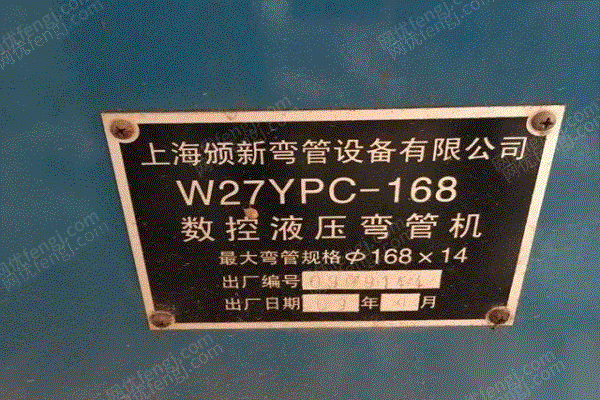 上海颁新弯管设备有限公司
W27YPC-168
数控液压弯管机
最大弯管规格Φ168×14
出厂编号
出厂日期 年 月